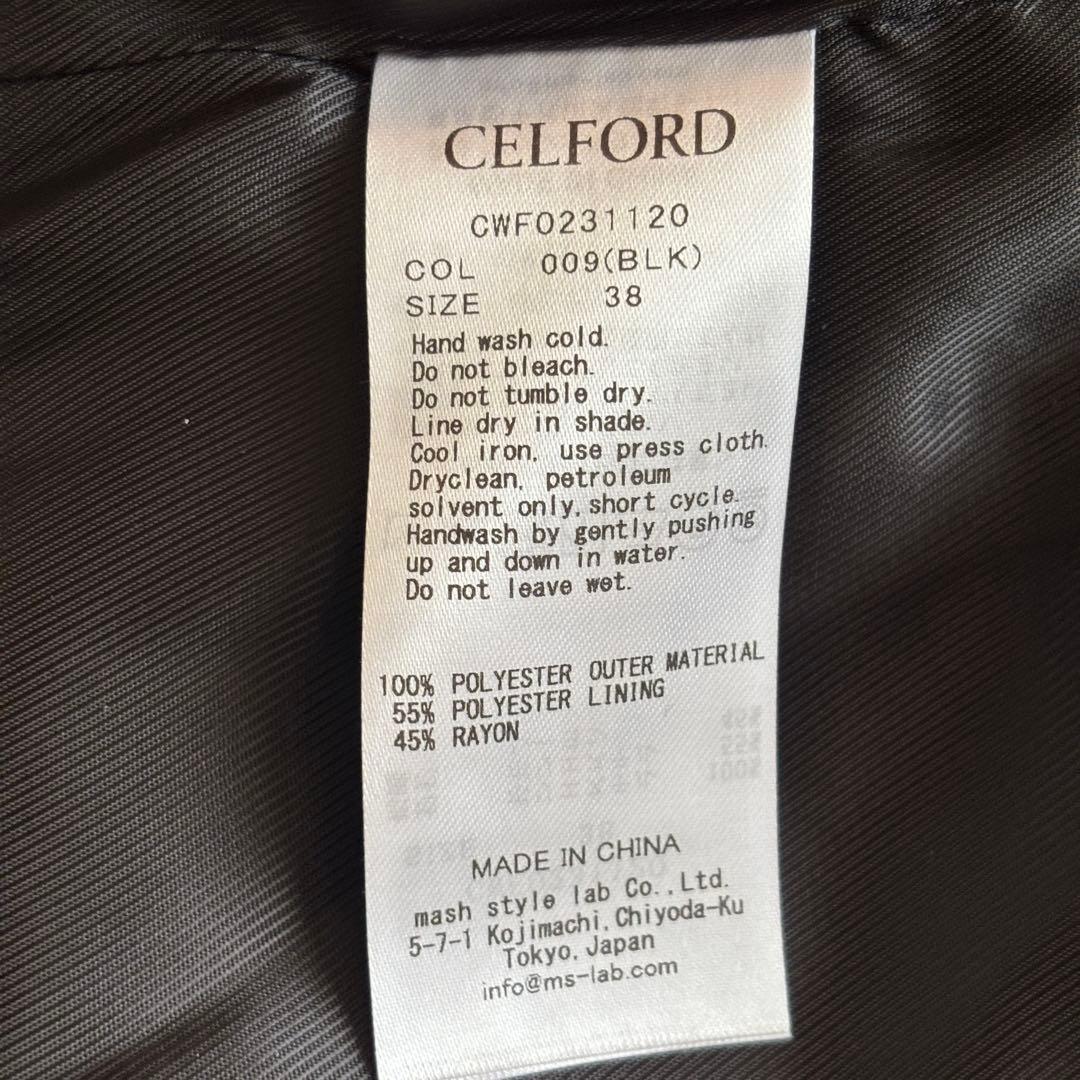 CELFORD
CWFO231120
COL 009(BLK)
SIZE 38
Hand wash cold.
Do not bleach.
Do not tumble dry.
Line dry in shade.
Cool iron, use press cloth.
Dryclean, petroleum
solvent only, short cycle.
Handwash by gently pushing
up and down in water.
Do not leave wet.
100% POLYESTER OUTER MATERIAL
55% POLYESTER LINING
45% RAYON
MADE IN CHINA
mash style lab Co.,Ltd.
5-7-1 Kojimachi, Chiyoda-Ku
Tokyo, Japan
info@ms-lab.com